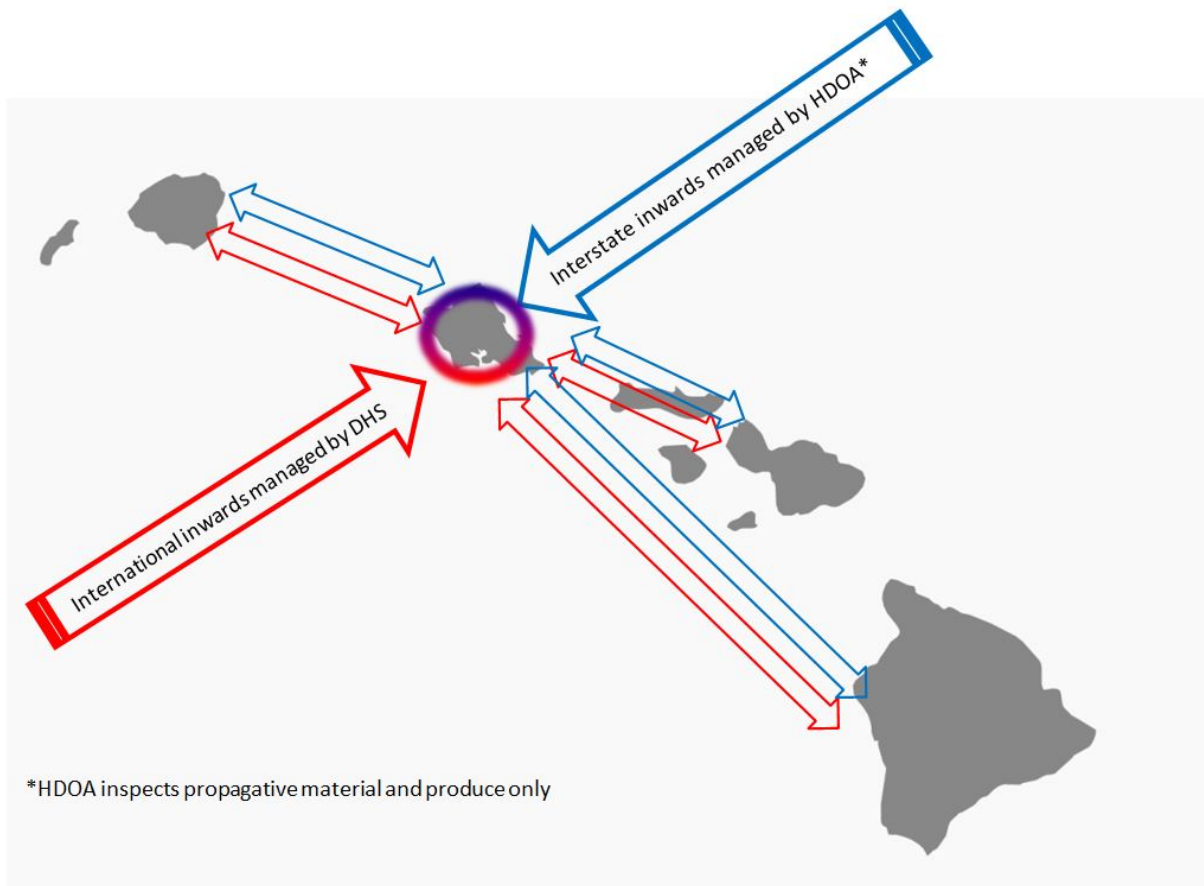 Interstate inwards managed by HDOA*
International inwards managed by DHS
*HDOA inspects propagative material and produce only